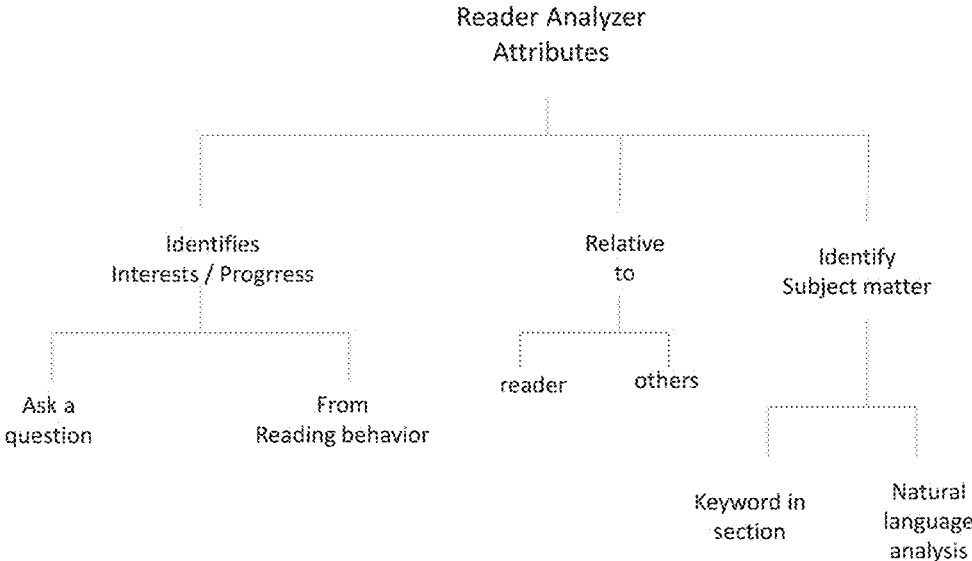 Reader Analyzer
Attributes
Identifies
Interests / Progrress
Relative
to
Identify
Subject matter
Ask a
question
From
Reading behavior
reader
others
Keyword in
section
Natural
language
analysis